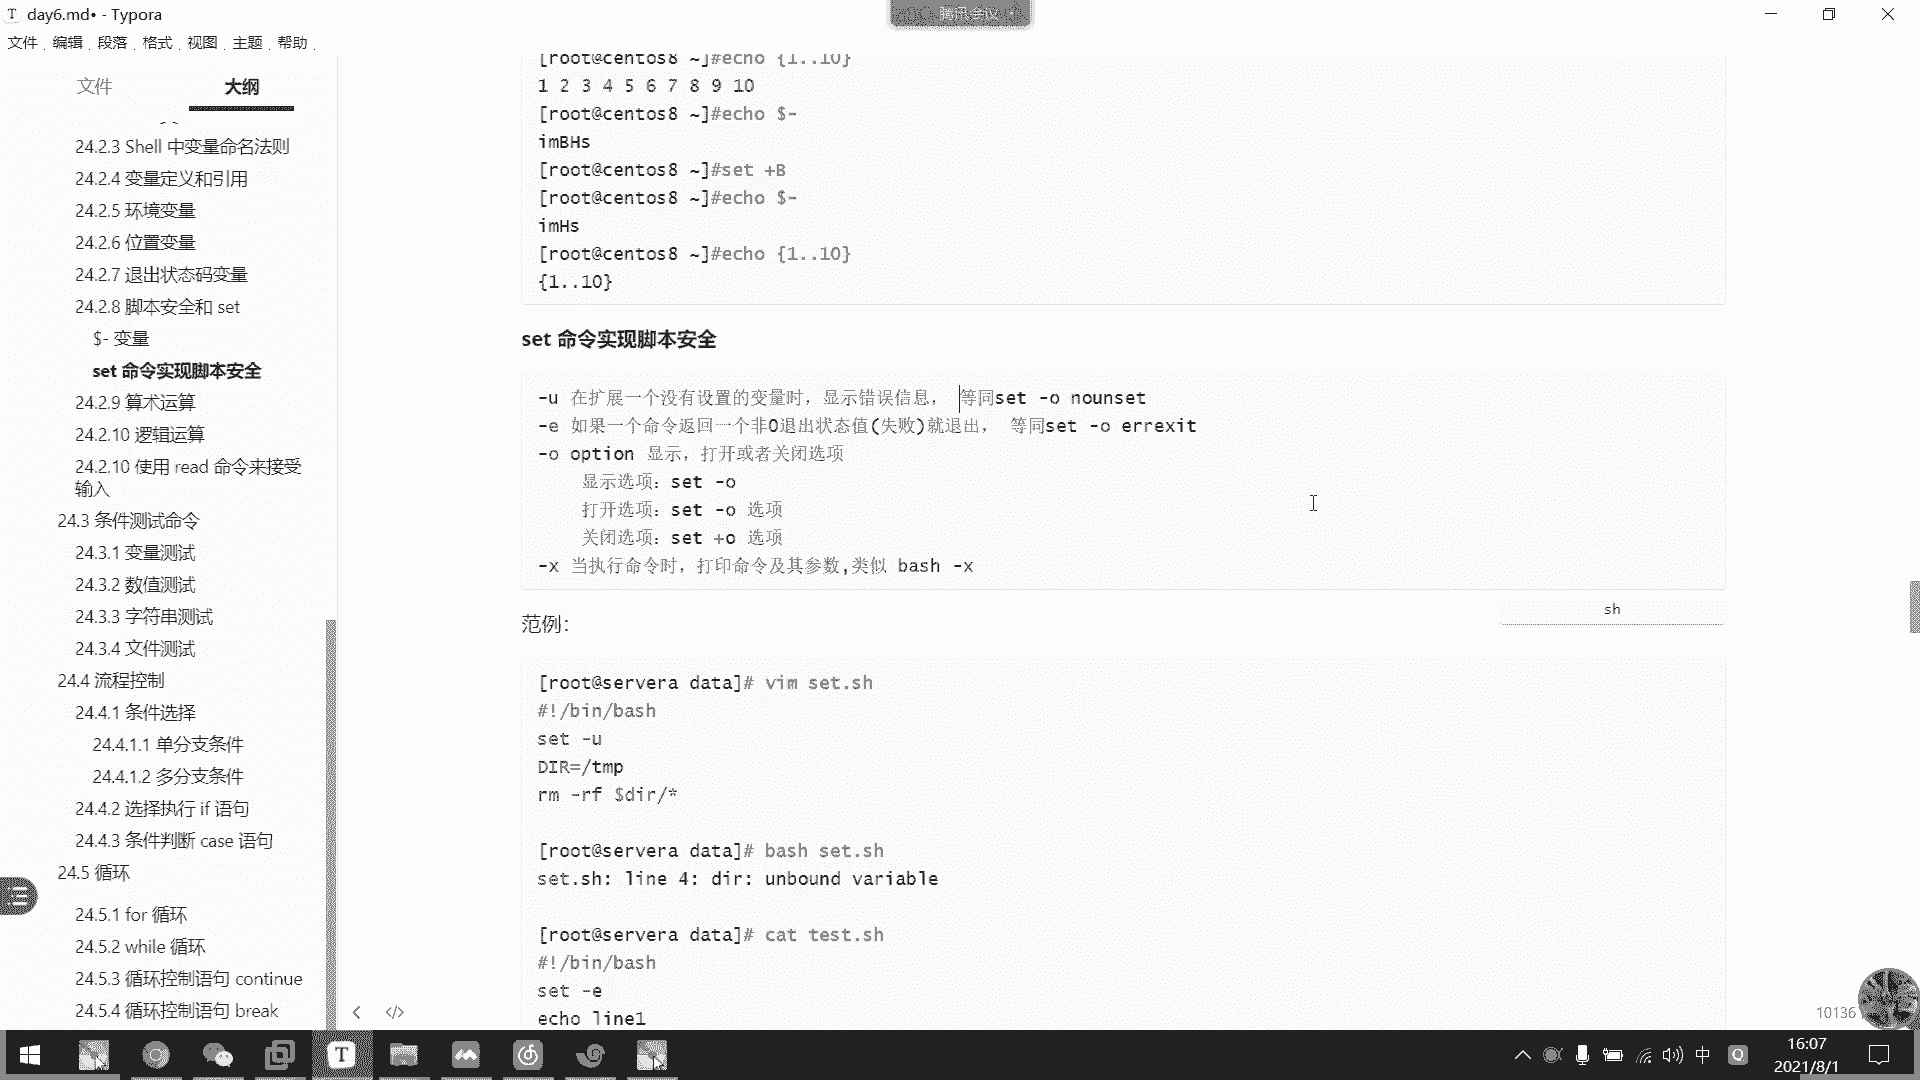 day6.md• - Typora
腾讯会议
文件 编辑 段落 格式 视图 主题 帮助
文件 大纲
24.2.3 Shell 中变量命名法则
24.2.4 变量定义和引用
24.2.5 环境变量
24.2.6 位置变量
24.2.7 退出状态码变量
24.2.8 脚本安全和 set
$- 变量
set 命令实现脚本安全
24.2.9 算术运算
24.2.10 逻辑运算
24.2.10 使用 read 命令来接受
输入
24.3 条件测试命令
24.3.1 变量测试
24.3.2 数值测试
24.3.3 字符串测试
24.3.4 文件测试
24.4 流程控制
24.4.1 条件选择
24.4.1.1 单分支条件
24.4.1.2 多分支条件
24.4.2 选择执行 if 语句
24.4.3 条件判断 case 语句
24.5 循环
24.5.1 for 循环
24.5.2 while 循环
24.5.3 循环控制语句 continue
24.5.4 循环控制语句 break
[root@centos8 ~]#echo {1..10}
1 2 3 4 5 6 7 8 9 10
[root@centos8 ~]#echo $-
imBHs
[root@centos8 ~]#set +B
[root@centos8 ~]#echo $-
imHs
[root@centos8 ~]#echo {1..10}
{1..10}
set 命令实现脚本安全
-u 在扩展一个没有设置的变量时，显示错误信息， 等同set -o nounset
-e 如果一个命令返回一个非0退出状态值(失败)就退出， 等同set -o errexit
-o option 显示，打开或者关闭选项
显示选项：set -o
打开选项：set -o 选项
关闭选项：set +o 选项
-x 当执行命令时，打印命令及其参数,类似 bash -x
sh
范例：
[root@servera data]# vim set.sh
#!/bin/bash
set -u
DIR=/tmp
rm -rf $dir/*
[root@servera data]# bash set.sh
set.sh: line 4: dir: unbound variable
[root@servera data]# cat test.sh
#!/bin/bash
set -e
echo line1
10136
中
16:07
2021/8/1